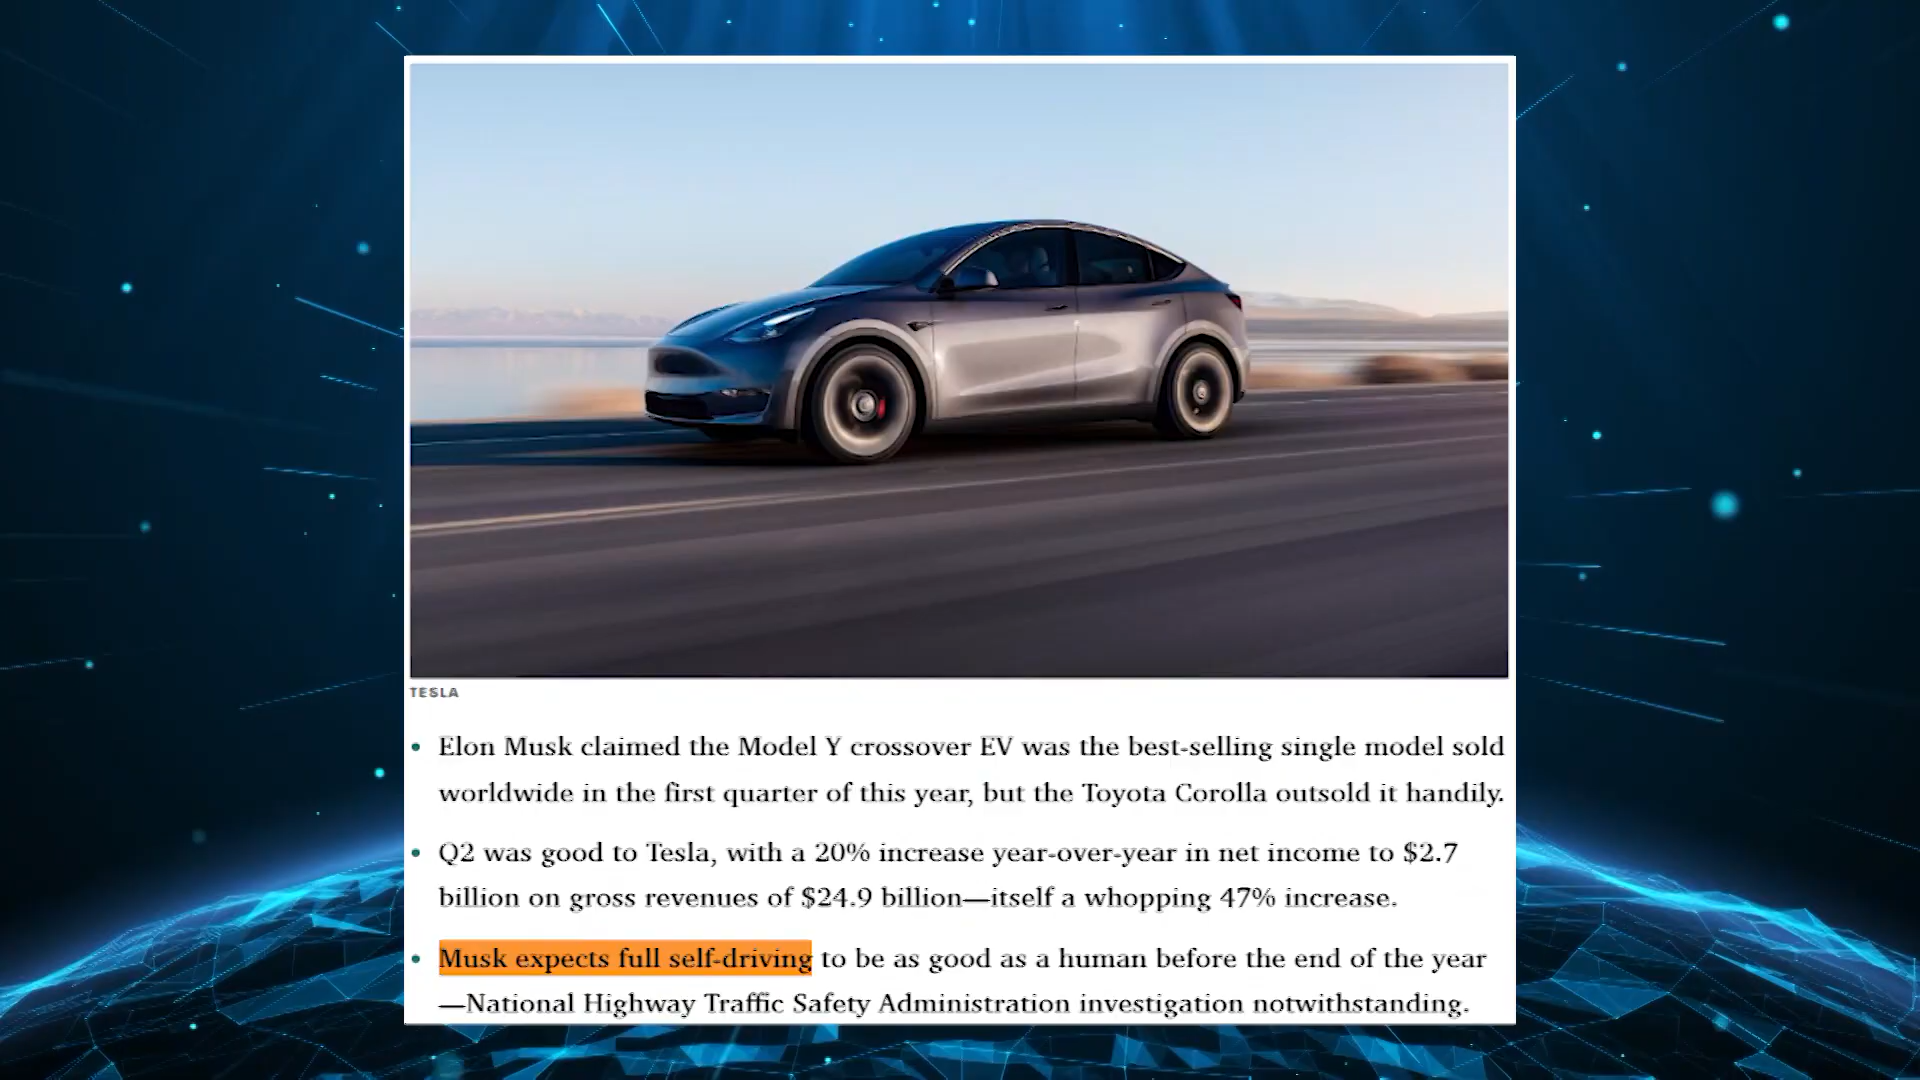 TESLA
• Elon Musk claimed the Model Y crossover EV was the best-selling single model sold
worldwide in the first quarter of this year, but the Toyota Corolla outsold it handily.
• Q2 was good to Tesla, with a 20% increase year-over-year in net income to $2.7
billion on gross revenues of $24.9 billion—itself a whopping 47% increase.
• Musk expects full self-driving to be as good as a human before the end of the year
—National Highway Traffic Safety Administration investigation notwithstanding.